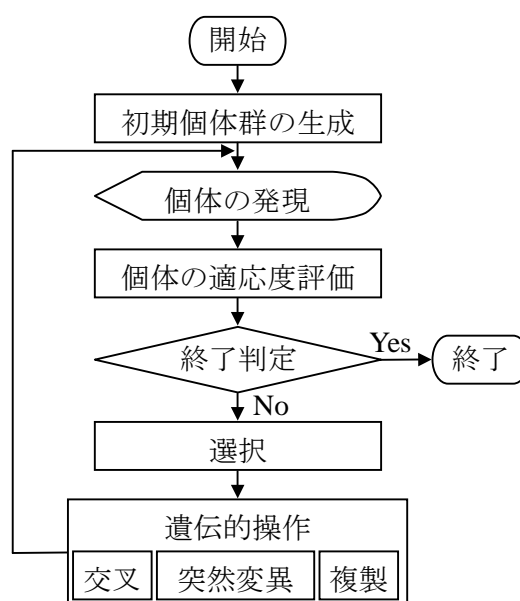 開始
初期個体群の生成
個体の発現
個体の適応度評価
終了判定
Yes
終了
No
選択
遺伝的操作
交叉
突然変異
複製